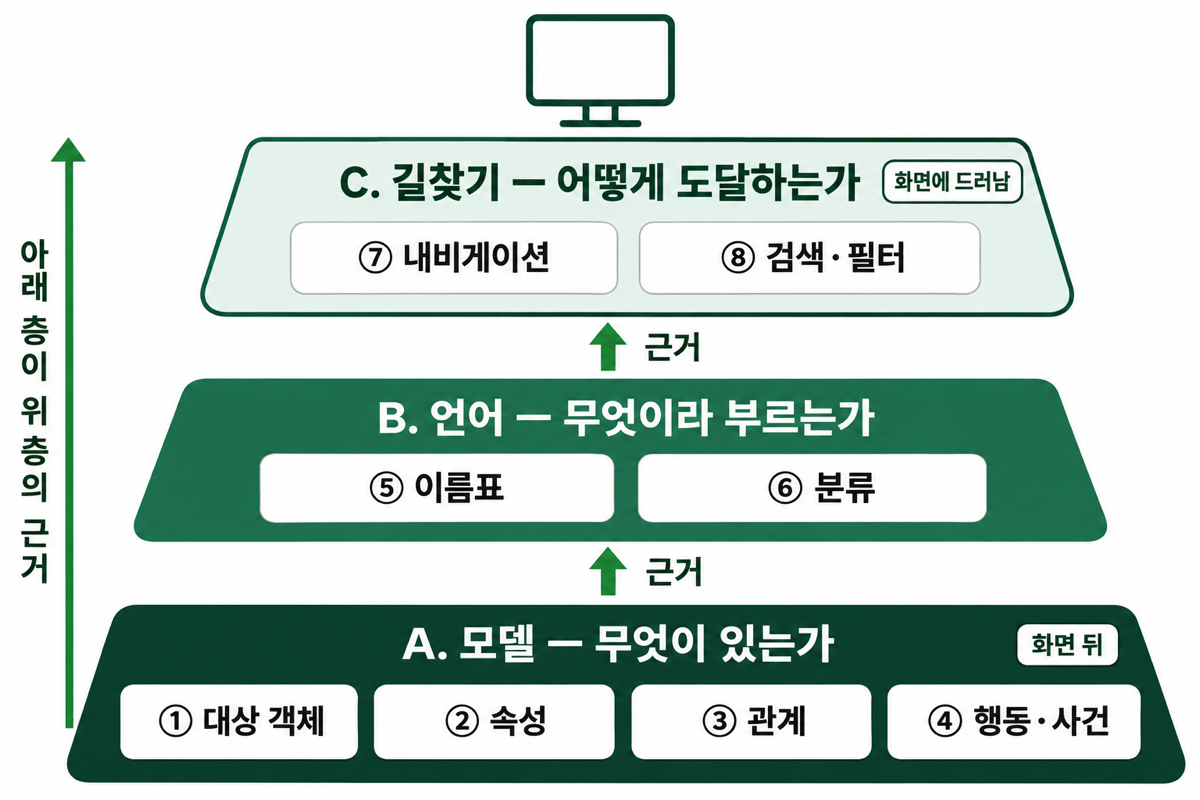 C. 길찾기 — 어떻게 도달하는가
화면에 드러남
⑦ 내비게이션
⑧ 검색·필터
근거
B. 언어 — 무엇이라 부르는가
⑤ 이름표
⑥ 분류
근거
A. 모델 — 무엇이 있는가
화면 뒤
① 대상 객체
② 속성
③ 관계
④ 행동·사건
아래 층이 위 층의 근거